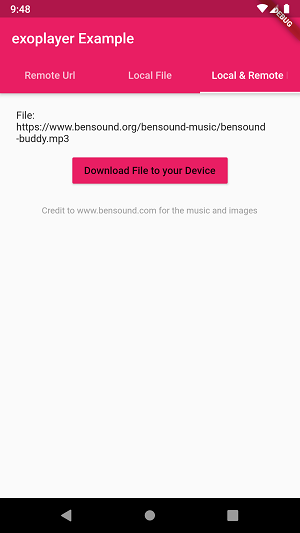 9:48
DEBUG
exoplayer Example
Remote Url
Local File
Local & Remote
File:
https://www.bensound.org/bensound-music/bensound
-buddy.mp3
Download File to your Device
Credit to www.bensound.com for the music and images